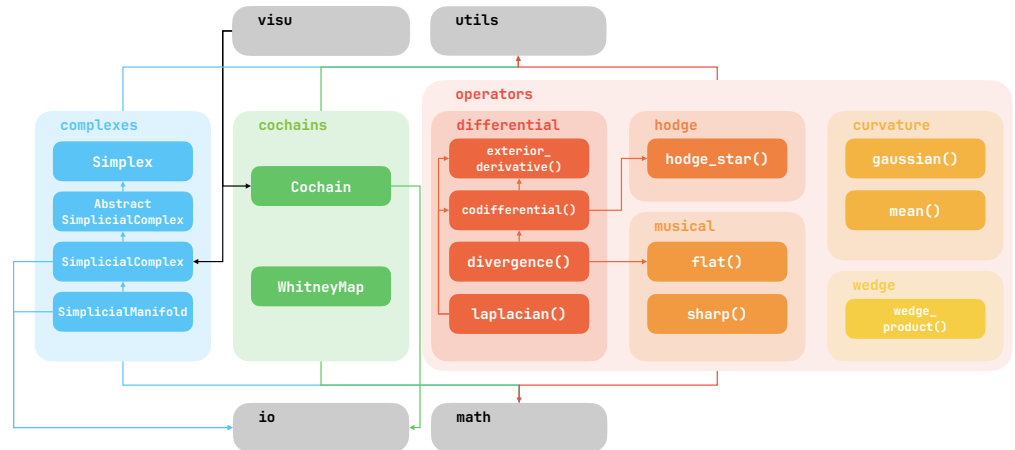 visu
utils
operators
complexes
Simplex
Abstract
SimplicialComplex
SimplicialComplex
SimplicialManifold
cochains
Cochain
WhitneyMap
differential
exterior_
derivative()
codifferential()
divergence()
laplacian()
hodge
hodge_star()
musical
flat()
sharp()
curvature
gaussian()
mean()
wedge
wedge_
product()
io
math